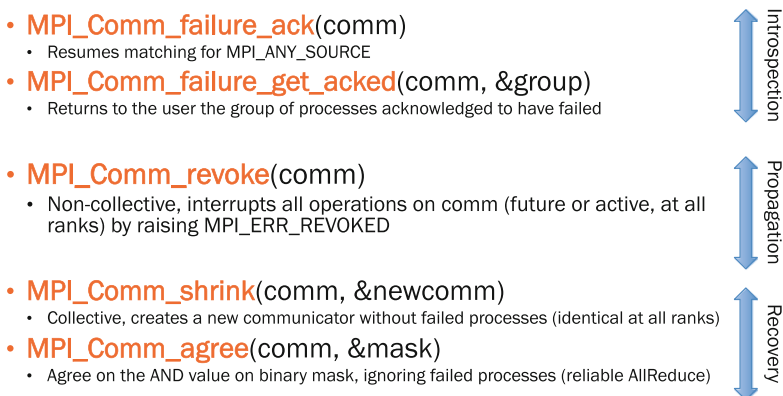 • MPI_Comm_failure_ack(comm)
• Resumes matching for MPI_ANY_SOURCE
• MPI_Comm_failure_get_acked(comm, &group)
• Returns to the user the group of processes acknowledged to have failed
Introspection
• MPI_Comm_revoke(comm)
• Non-collective, interrupts all operations on comm (future or active, at all
ranks) by raising MPI_ERR_REVOKED
Propagation
• MPI_Comm_shrink(comm, &newcomm)
• Collective, creates a new communicator without failed processes (identical at all ranks)
• MPI_Comm_agree(comm, &mask)
• Agree on the AND value on binary mask, ignoring failed processes (reliable AllReduce)
Recovery